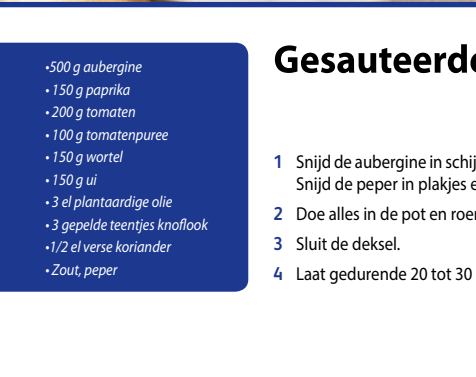 •500 g aubergine
• 150 g paprika
• 200 g tomaten
• 100 g tomatenpuree
• 150 g wortel
• 150 g ui
• 3 el plantaardige olie
• 3 gepelde teentjes knoflook
•1/2 el verse koriander
• Zout, peper
Gesauteerde
1 Snijd de aubergine in schij
Snijd de peper in plakjes e
2 Doe alles in de pot en roer
3 Sluit de deksel.
4 Laat gedurende 20 tot 30